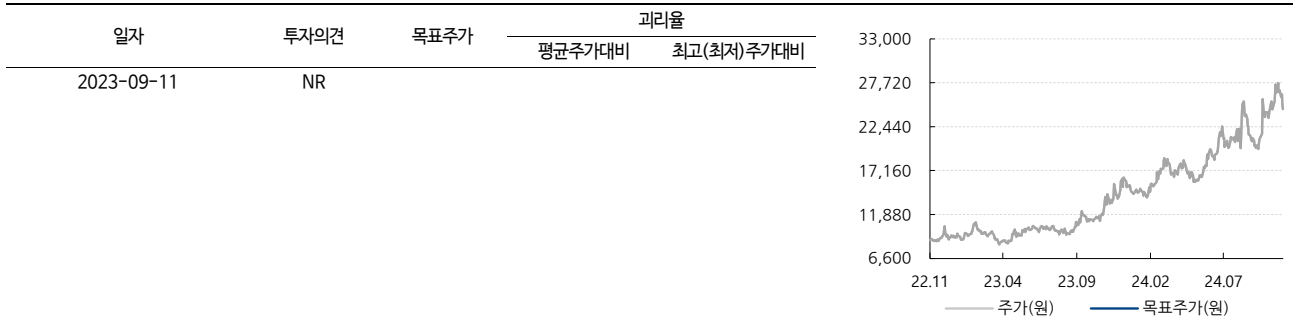 일자 투자의견 목표주가 괴리율
평균주가대비 최고(최저)주가대비
2023-09-11 NR
33,000
27,720
22,440
17,160
11,880
6,600
22.11 23.04 23.09 24.02 24.07
주가(원) 목표주가(원)